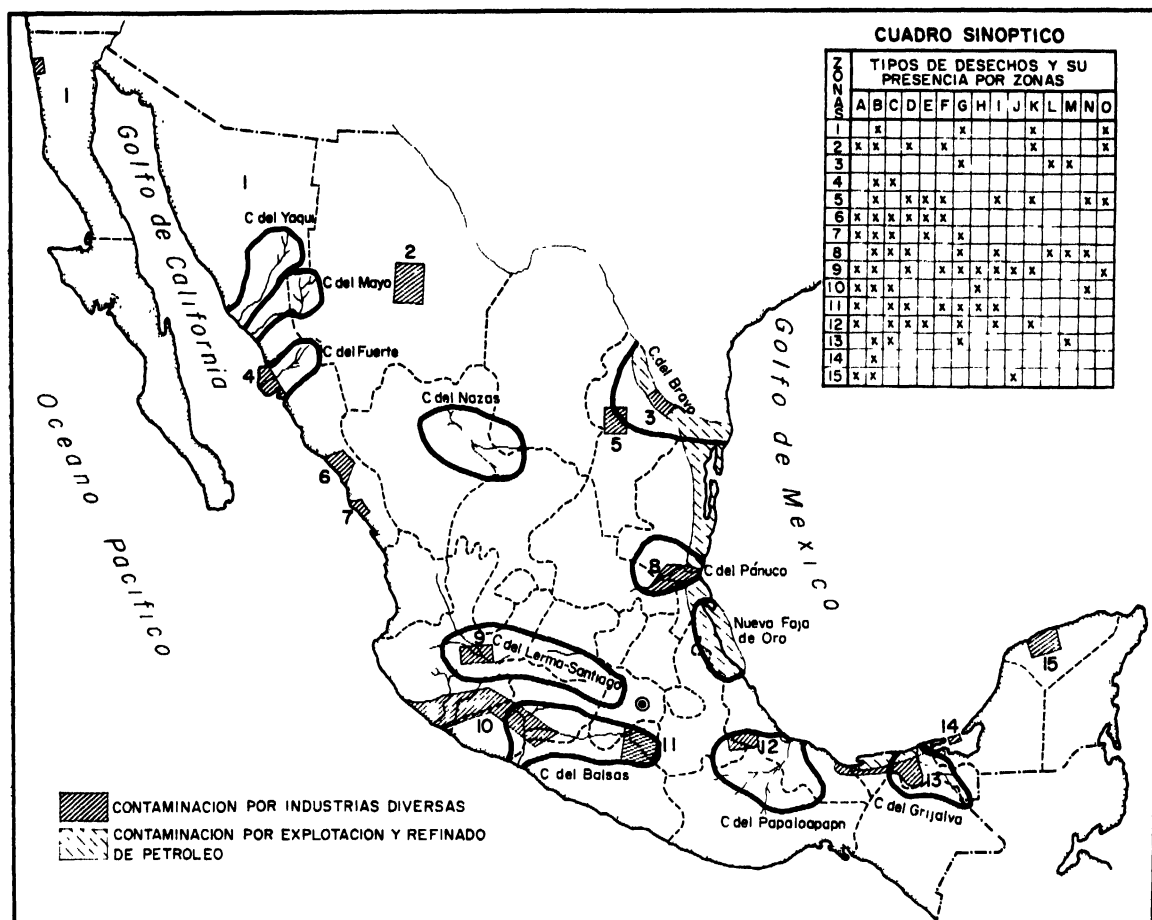 CUADRO SINOPTICO
ZONAS
TIPOS DE DESECHOS Y SU
PRESENCIA POR ZONAS
A B C D E F G H I J K L M N O
1 x x x x
2 x x x x x x
3 x x x
4 x x
5 x x x x x x x x
6 x x x x x x
7 x x x x x
8 x x x x x x x x
9 x x x x x x x x x
10 x x x x x
11 x x x x x x x
12 x x x x x x x
13 x x x x
14 x
15 x x x
1
Golfo de California
1
C del Yaqui
2
C del Mayo
C del Fuerte
4
C del Bravo
3
Golfo de Mexico
C del Nazas
5
Oceano Pacifico
6
7
8
C del Pánuco
Nueva Faja
de Oro
9
C del Lerma-Santiago
15
10
11
12
14
13
C del Balsas
C del Papaloapapn
C del Grijalva
CONTAMINACION POR INDUSTRIAS DIVERSAS
CONTAMINACION POR EXPLOTACION Y REFINADO
DE PETROLEO